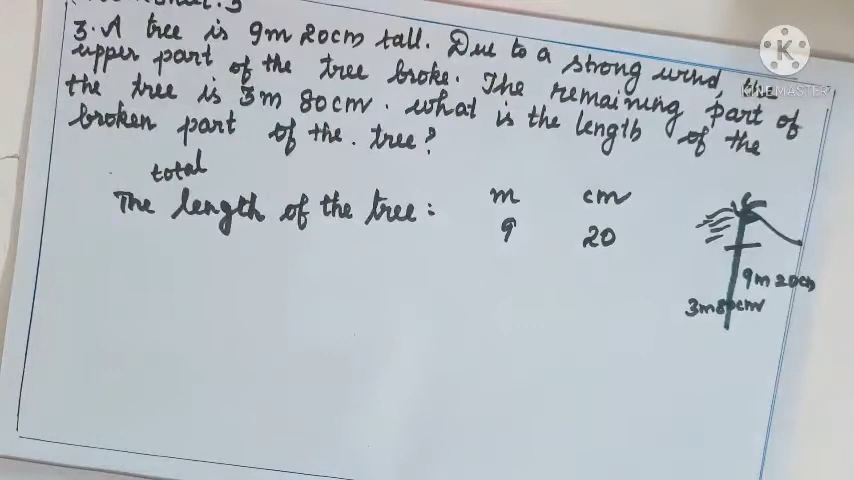 3. A tree is 9m 20cm tall. Due to a strong wind, the
upper part of the tree broke. The remaining part of
the tree is 3m 80cm. what is the length of the
broken part of the. tree?
total
The length of the tree: m cm
9 20
9m 20cm
3m80cm
KINEMASTER